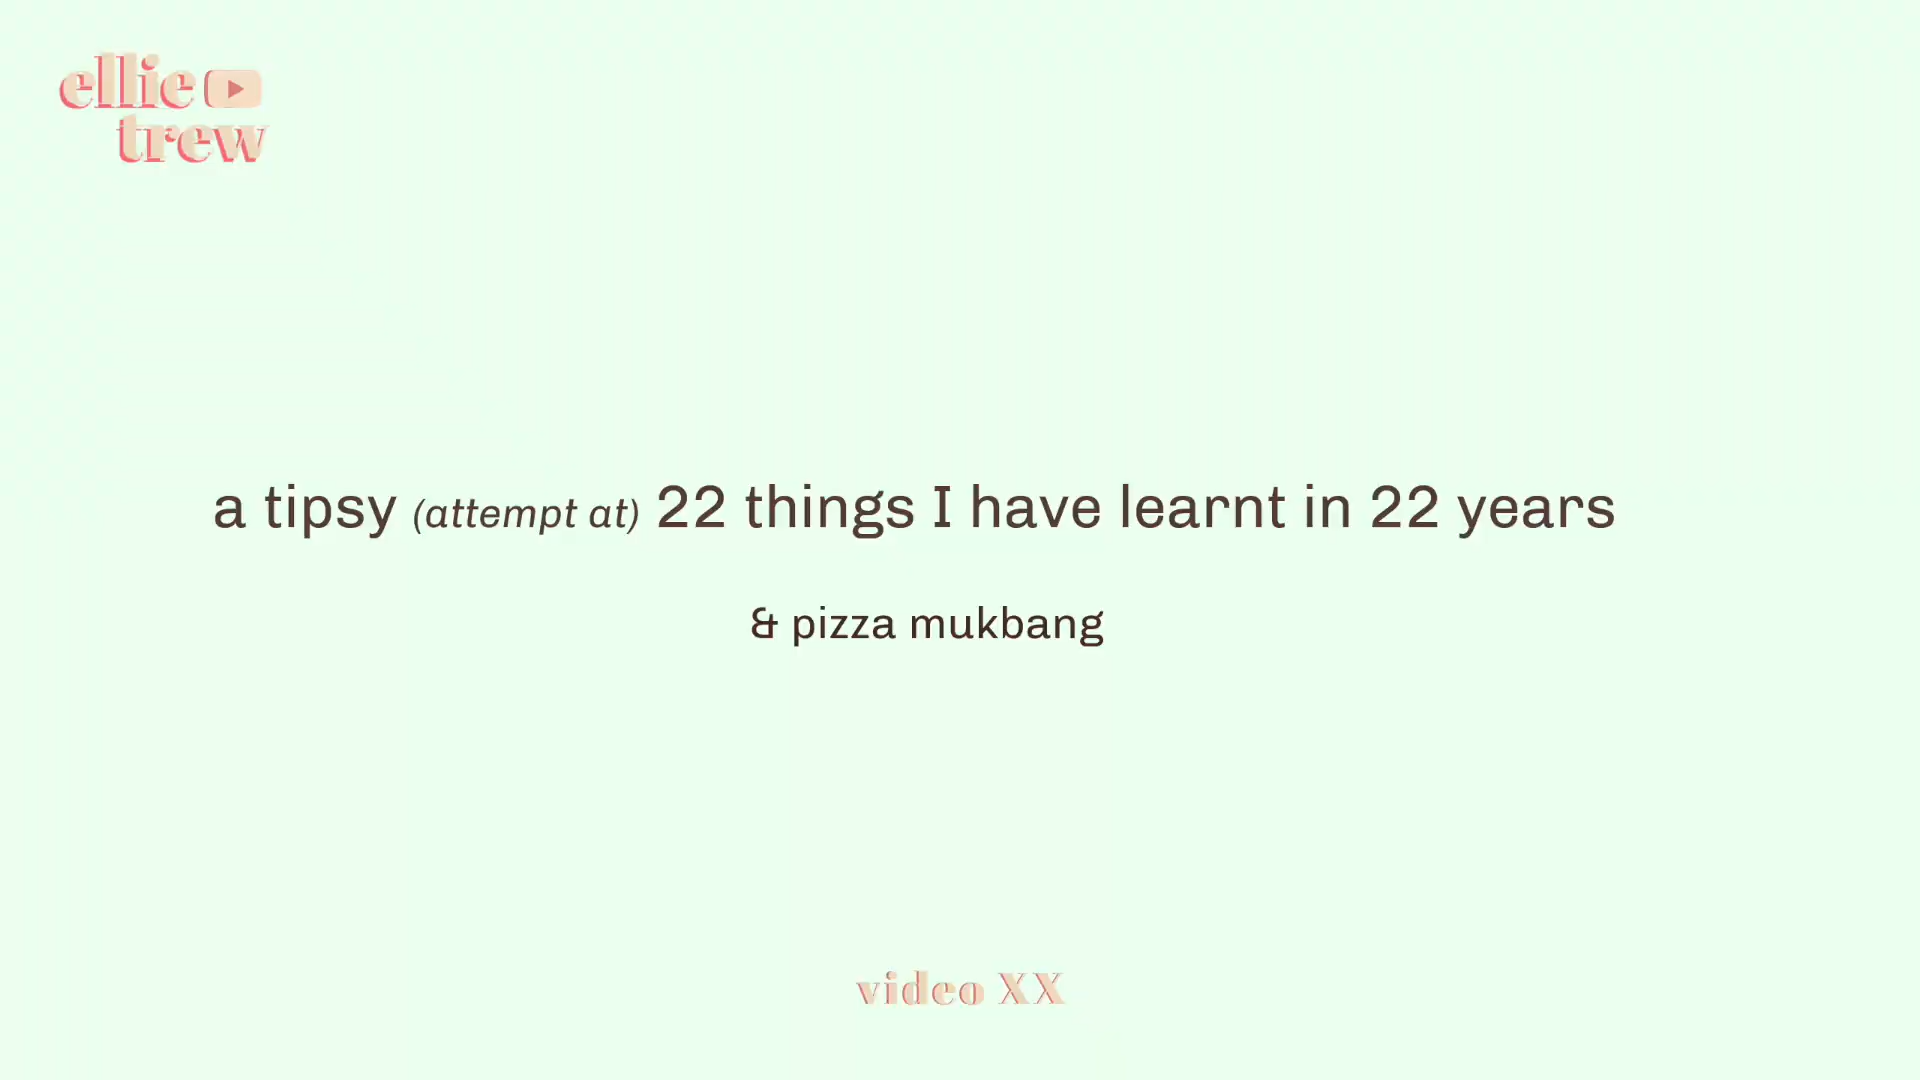 ellie
trew
a tipsy (attempt at) 22 things I have learnt in 22 years
& pizza mukbang
video XX